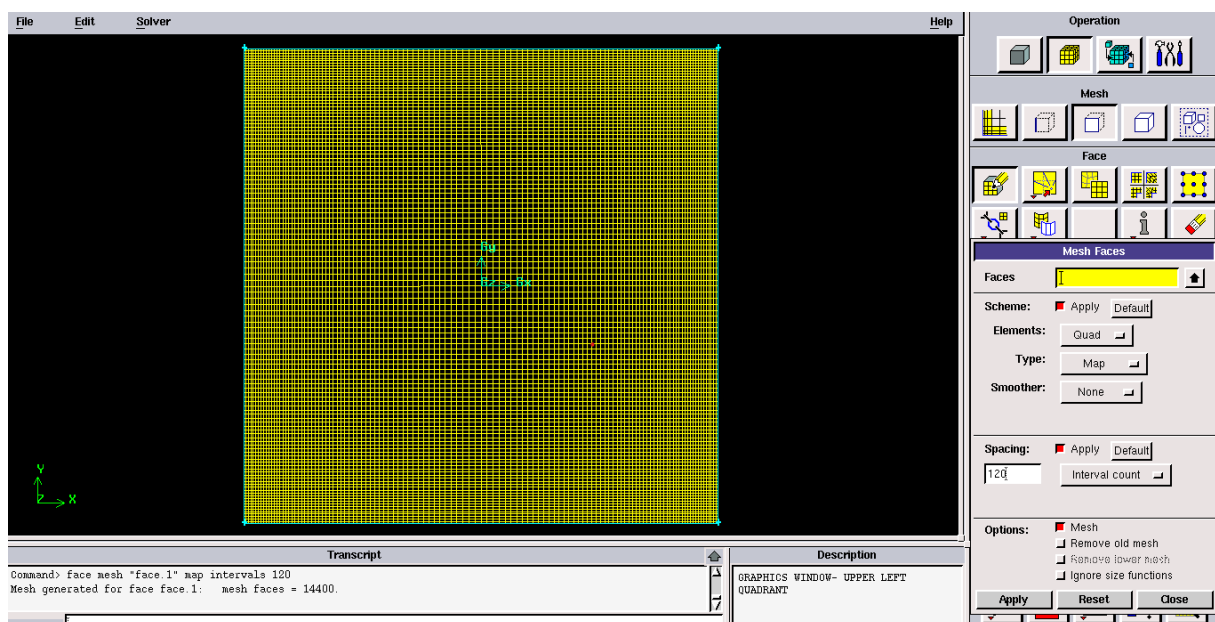 File Edit Solver Help
Operation
Mesh
Face
Mesh Faces
Faces
Scheme: Apply Default
Elements: Quad
Type: Map
Smoother: None
Spacing: Apply Default
120 Interval count
Options: Mesh
Remove old mesh
Remove lower mesh
Ignore size functions
Apply Reset Close
Ry
Rz Rx
Y
Z X
Transcript
Command> face mesh "face.1" map intervals 120
Mesh generated for face face.1: mesh faces = 14400.
Description
GRAPHICS WINDOW- UPPER LEFT
QUADRANT